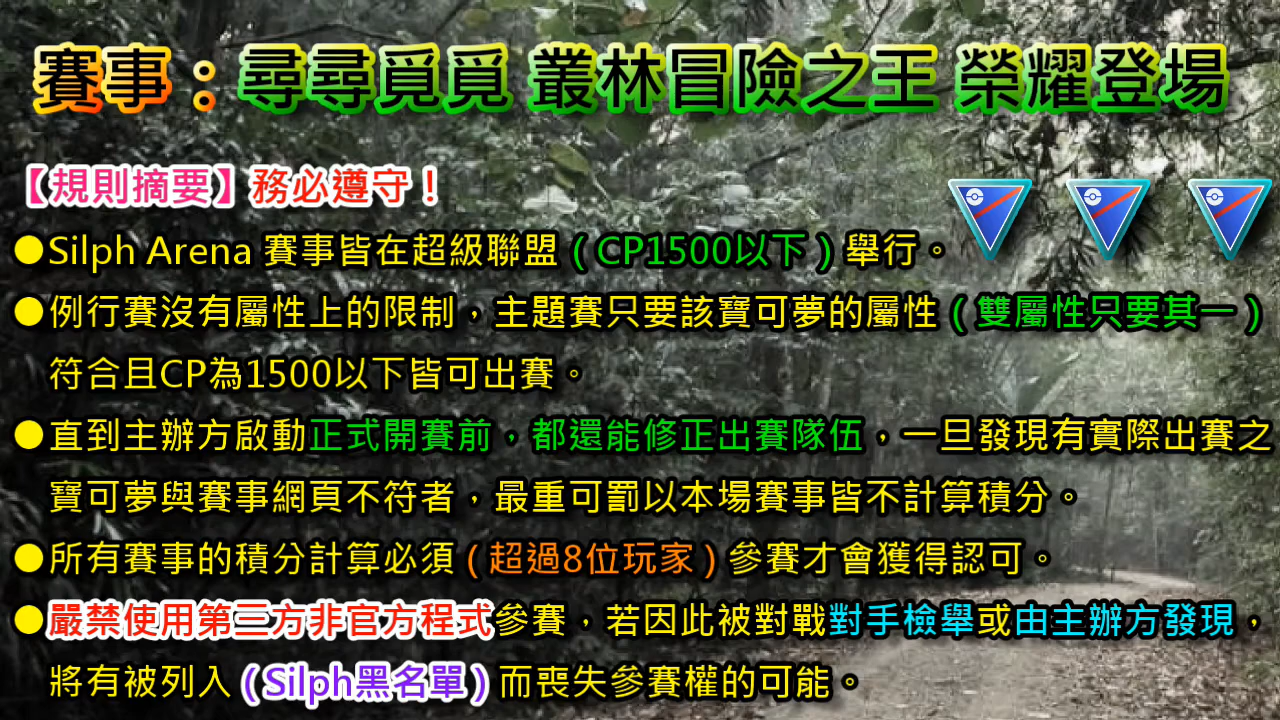 賽事：尋尋覓覓 叢林冒險之王 榮耀登場
【規則摘要】務必遵守！
●Silph Arena 賽事皆在超級聯盟（CP1500以下）舉行。
●例行賽沒有屬性上的限制，主題賽只要該寶可夢的屬性（雙屬性只要其一）
符合且CP為1500以下皆可出賽。
●直到主辦方啟動正式開賽前，都還能修正出賽隊伍，一旦發現有實際出賽之
寶可夢與賽事網頁不符者，最重可罰以本場賽事皆不計算積分。
●所有賽事的積分計算必須（超過8位玩家）參賽才會獲得認可。
●嚴禁使用第三方非官方程式參賽，若因此被對戰對手檢舉或由主辦方發現，
將有被列入（Silph黑名單）而喪失參賽權的可能。